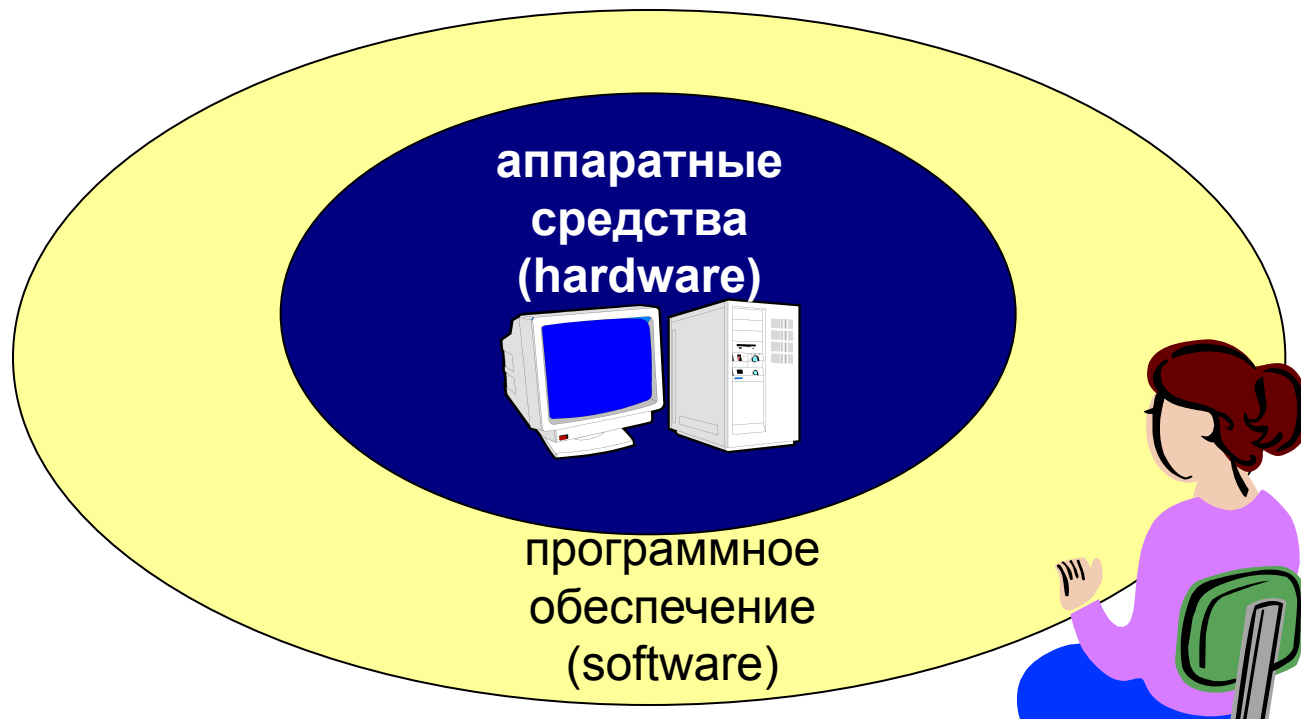 аппаратные
средства
(hardware)
программное
обеспечение
(software)